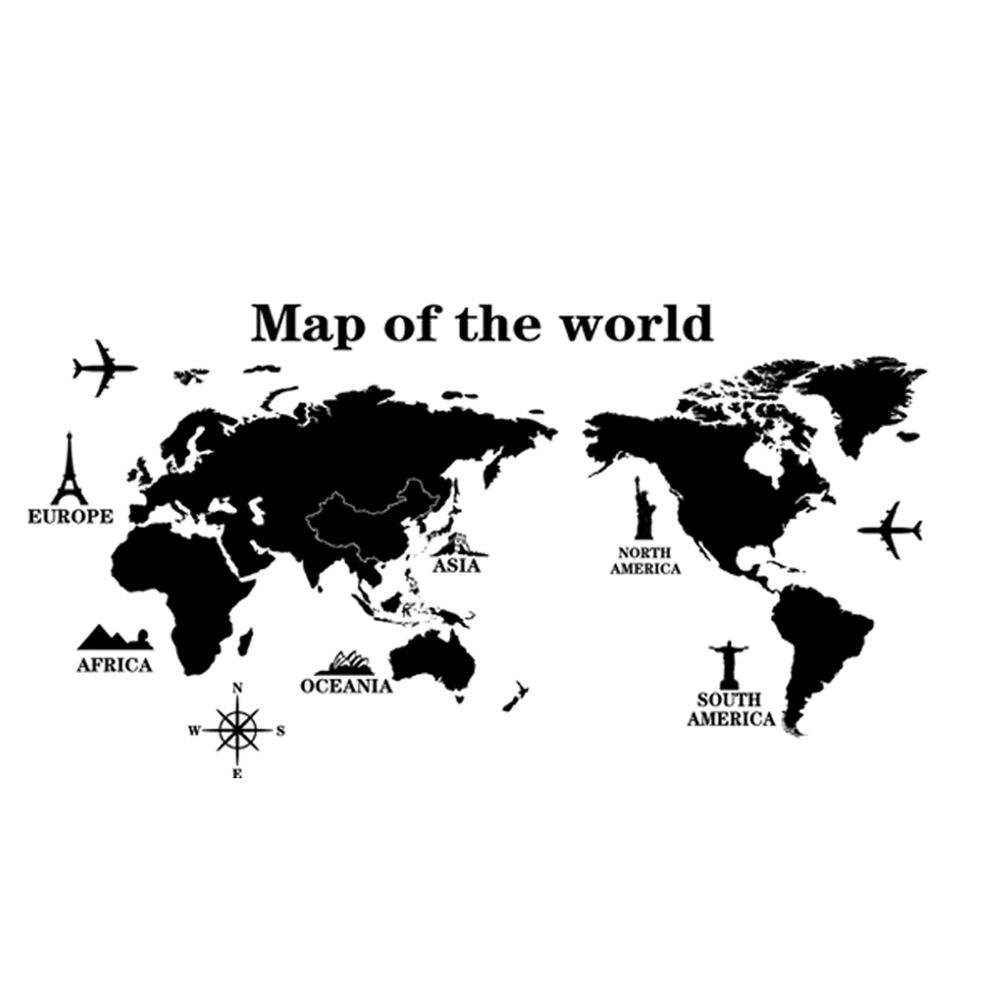 Map of the world
EUROPE
ASIA
NORTH
AMERICA
AFRICA
OCEANIA
SOUTH
AMERICA
N
W
S
E